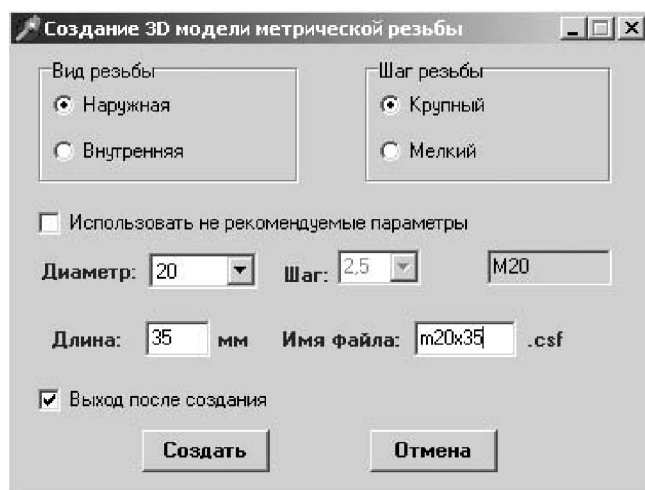 Создание 3D модели метрической резьбы
Вид резьбы
Шаг резьбы
Наружная
Крупный
Внутренняя
Мелкий
Использовать не рекомендуемые параметры
Диаметр: 20 Шаг: 2,5 M20
Длина: 35 мм Имя файла: m20x35 .csf
Выход после создания
Создать Отмена